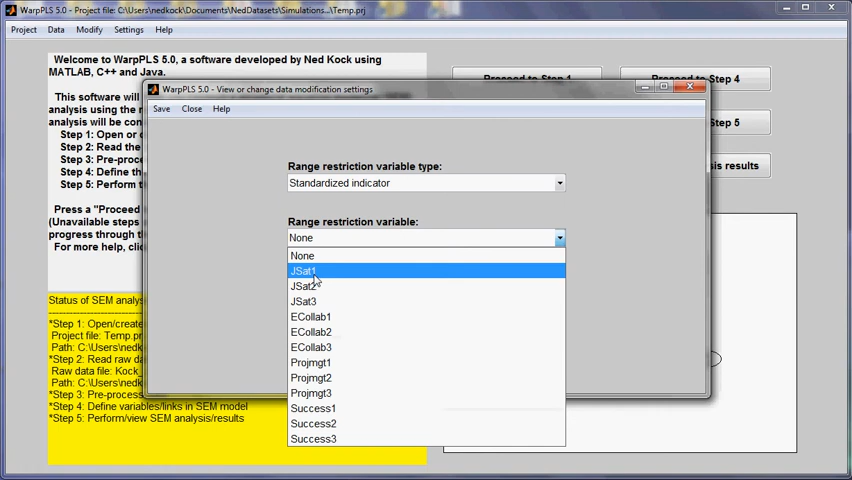 WarpPLS 5.0 - Project file: C:\Users\nedkock\Documents\NedDatasets\Simulations...\Temp.prj
Project Data Modify Settings Help
Welcome to WarpPLS 5.0, a software developed by Ned Kock using
MATLAB, C++ and Java.
Proceed to Step 1
Proceed to Step 4
WarpPLS 5.0 - View or change data modification settings
Save Close Help
This software will
analysis using the
analysis will be con
Step 1: Open or c
Step 2: Read the
Step 3: Pre-proce
Step 4: Define the
Step 5: Perform th
Step 5
is results
Press a "Proceed
(Unavailable steps
progress through t
For more help, cli
Range restriction variable type:
Standardized indicator
Range restriction variable:
None
None
JSat1
JSat2
JSat3
ECollab1
ECollab2
ECollab3
Projmgt1
Projmgt2
Projmgt3
Success1
Success2
Success3
Status of SEM analys
*Step 1: Open/create
Project file: Temp.pr
Path: C:\Users\nedk
*Step 2: Read raw da
Raw data file: Kock_
Path: C:\Users\nedk
*Step 3: Pre-process
*Step 4: Define variables/links in SEM model
*Step 5: Perform/view SEM analysis/results